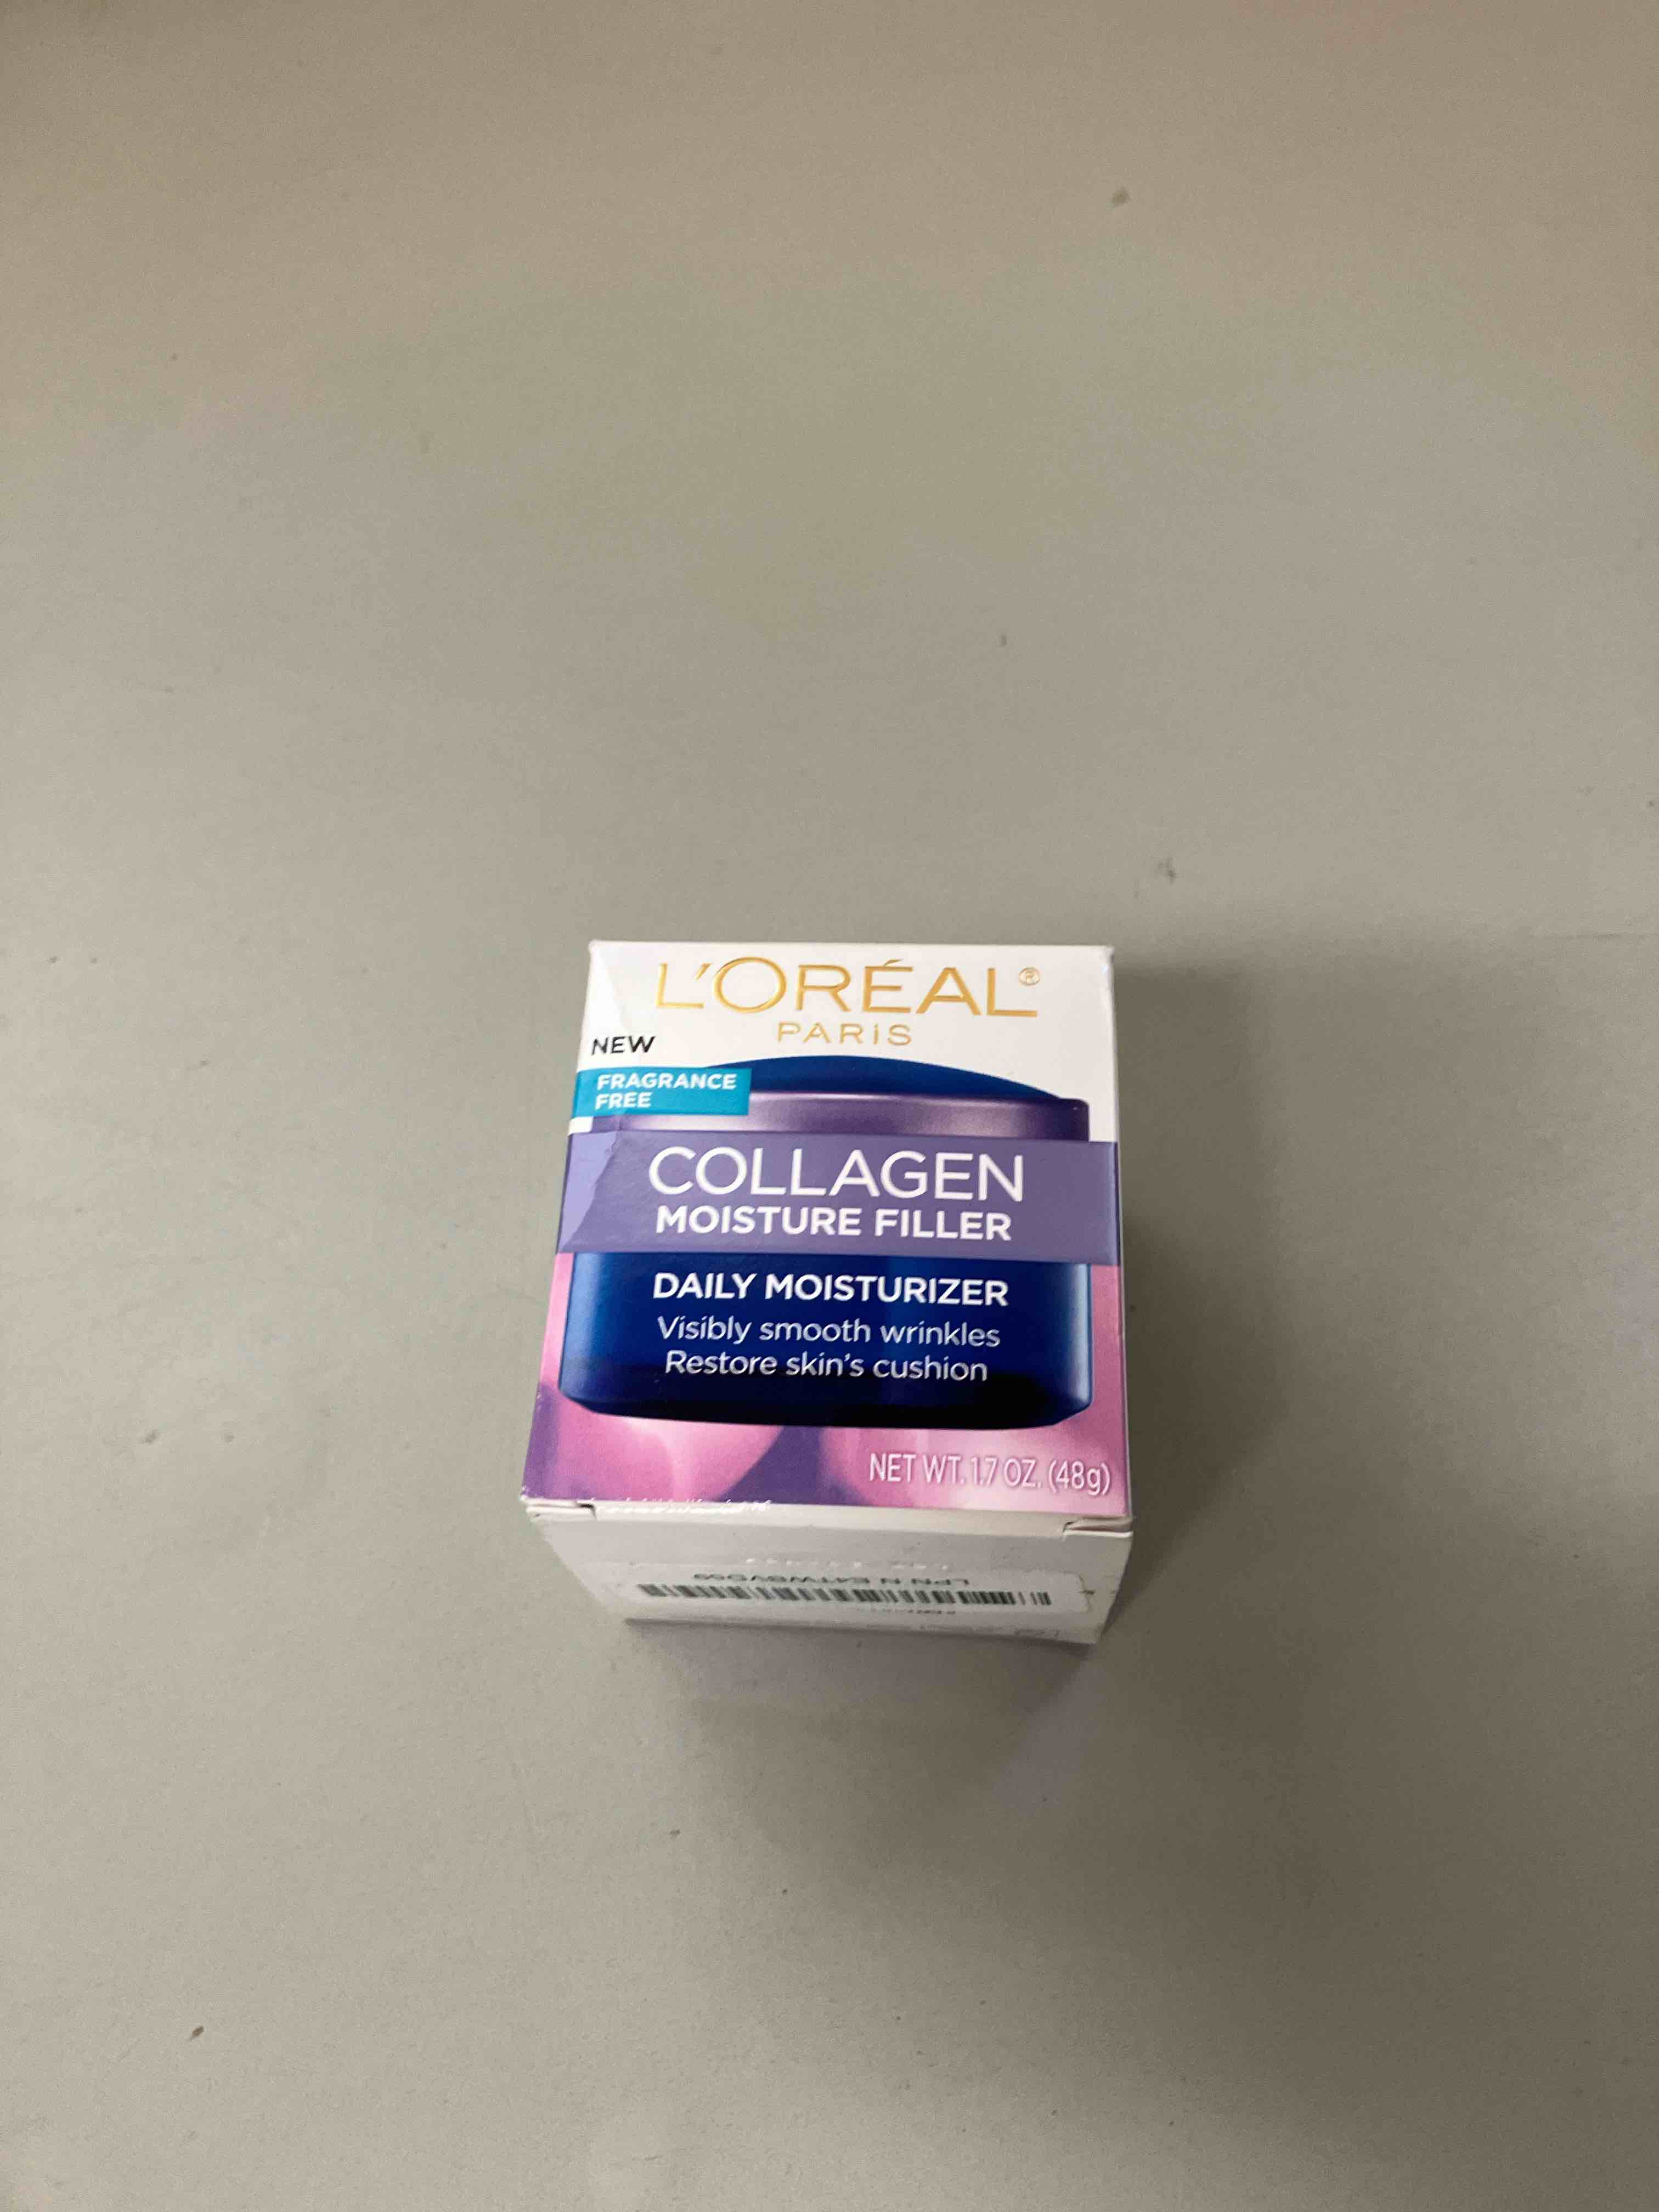 L'ORÉAL®
PARIS
NEW
FRAGRANCE
FREE
COLLAGEN
MOISTURE FILLER
DAILY MOISTURIZER
Visibly smooth wrinkles
Restore skin's cushion
NET WT. 1.7 OZ. (48g)